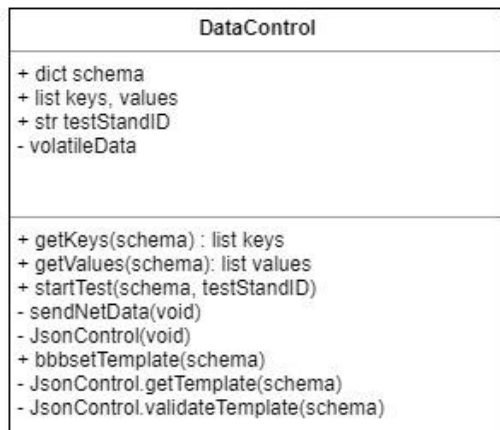 DataControl
+ dict schema
+ list keys, values
+ str testStandID
- volatileData
+ getKeys(schema) : list keys
+ getValues(schema): list values
+ startTest(schema, testStandID)
- sendNetData(void)
- JsonControl(void)
+ bbbsetTemplate(schema)
- JsonControl.getTemplate(schema)
- JsonControl.validateTemplate(schema)